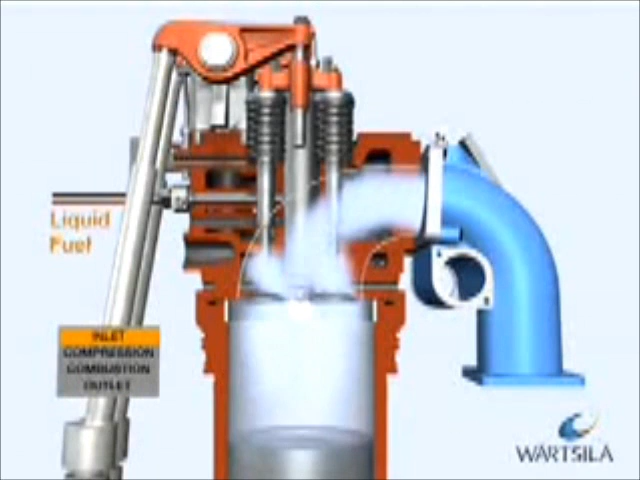 Liquid
Fuel
INLET
COMPRESSION
COMBUSTION
OUTLET
WÄRTSILÄ